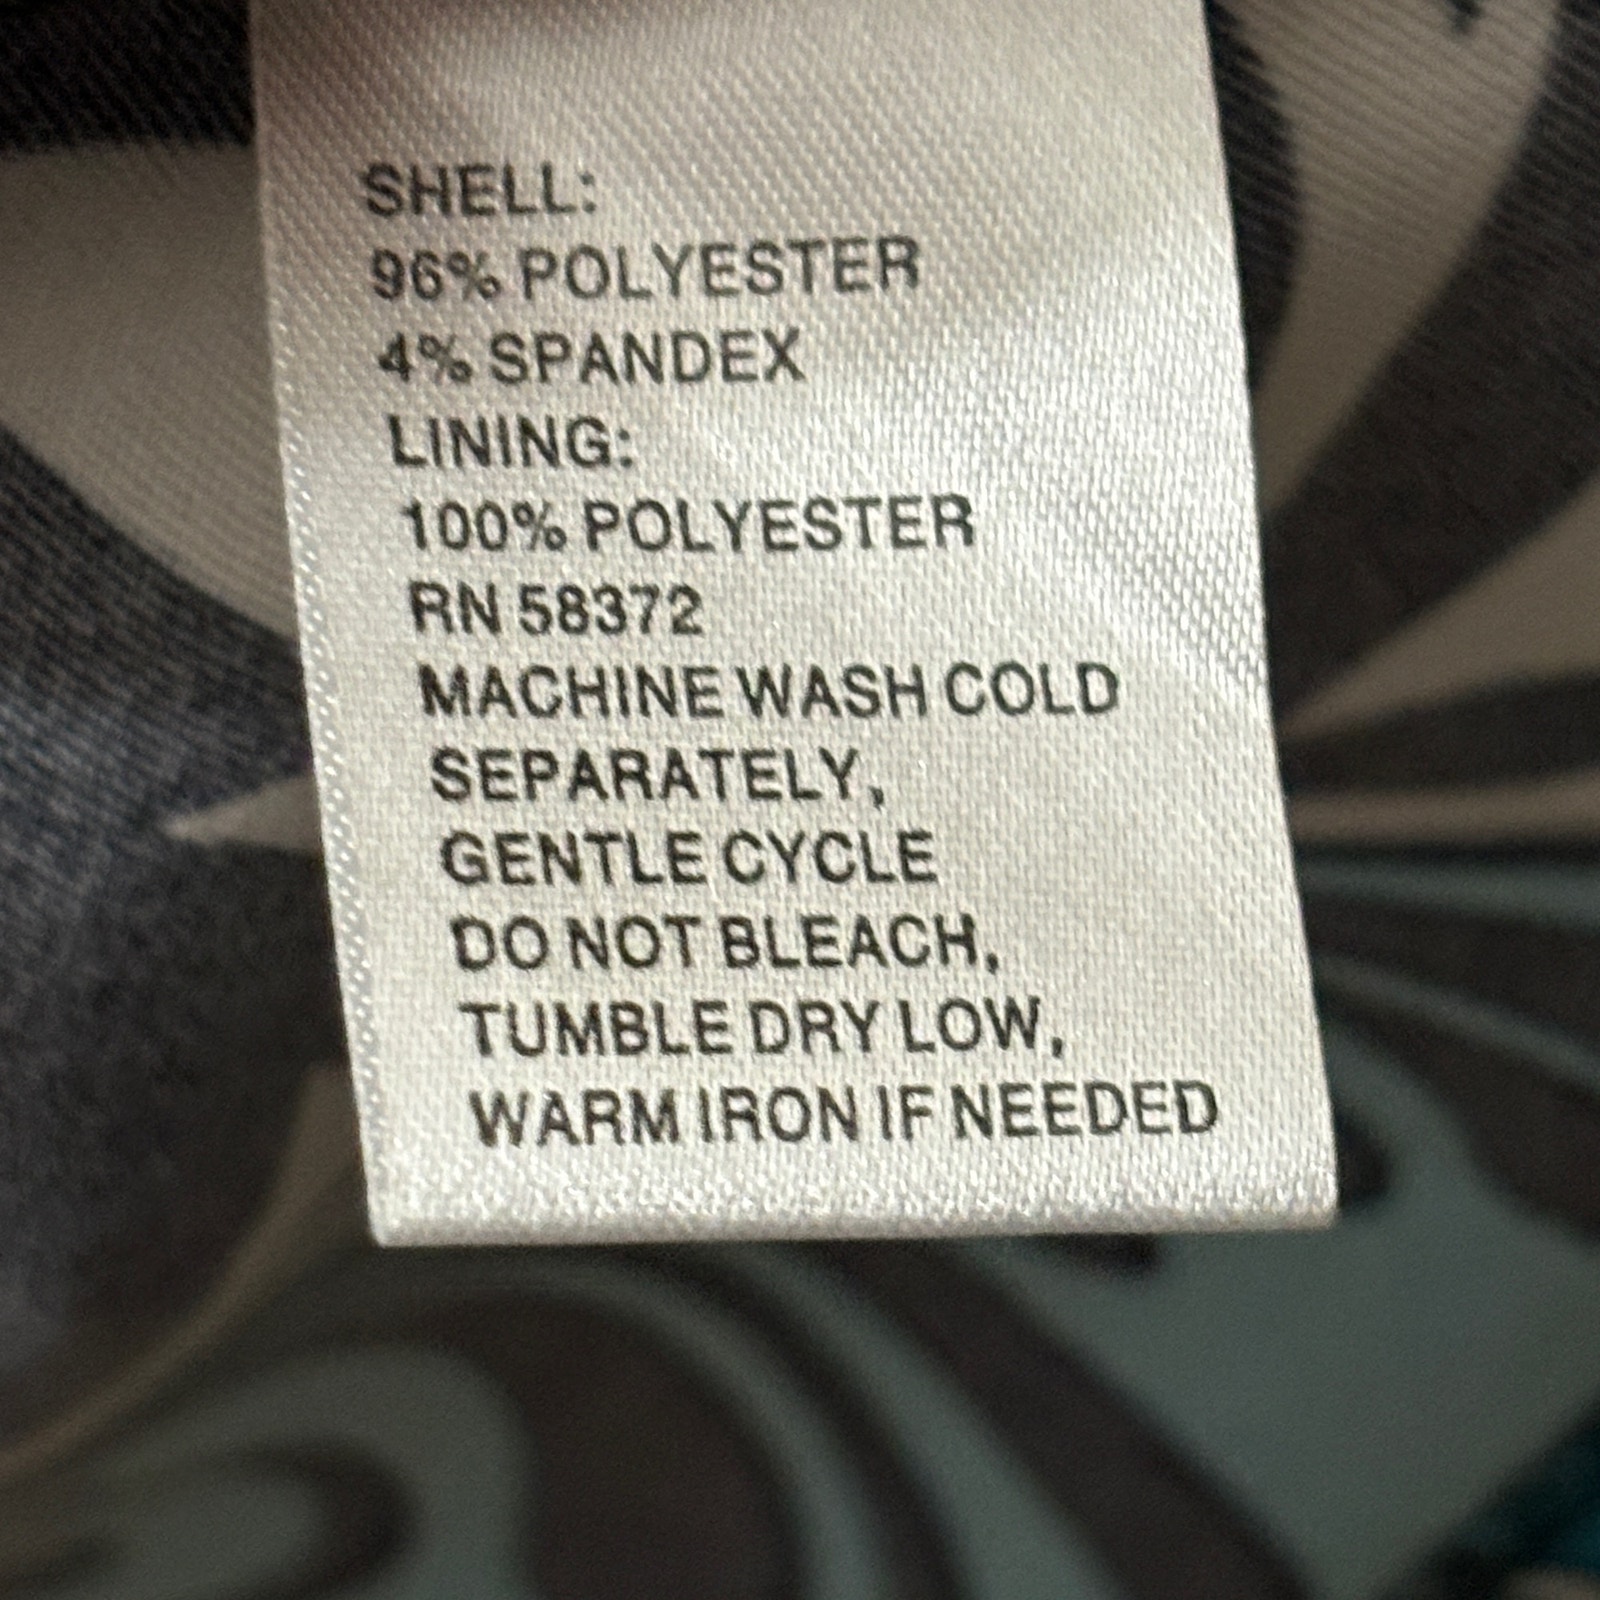 SHELL:
96% POLYESTER
4% SPANDEX
LINING:
100% POLYESTER
RN 58372
MACHINE WASH COLD
SEPARATELY,
GENTLE CYCLE
DO NOT BLEACH,
TUMBLE DRY LOW,
WARM IRON IF NEEDED